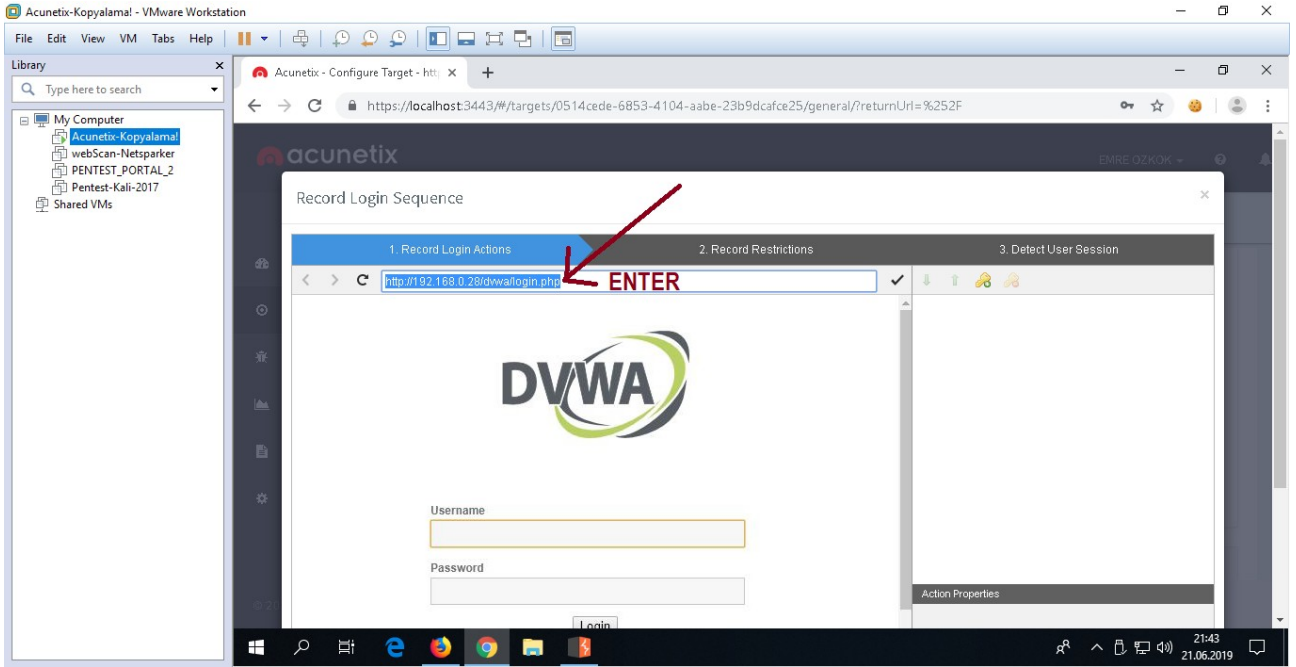 Acunetix-Kopyalama! - VMware Workstation
File Edit View VM Tabs Help
Library
Type here to search
My Computer
Acunetix-Kopyalama!
webScan-Netsparker
PENTEST_PORTAL_2
Pentest-Kali-2017
Shared VMs
Acunetix - Configure Target - htt
https://localhost:3443/#/targets/0514cede-6853-4104-aabe-23b9dcafce25/general/?returnUrl=%252F
acunetix
EMRE OZKOK
Record Login Sequence
1. Record Login Actions
2. Record Restrictions
3. Detect User Session
http://192.168.0.28/dvwa/login.php
ENTER
DVWA
Username
Password
Login
Action Properties
© 20
21:43
21.06.2019